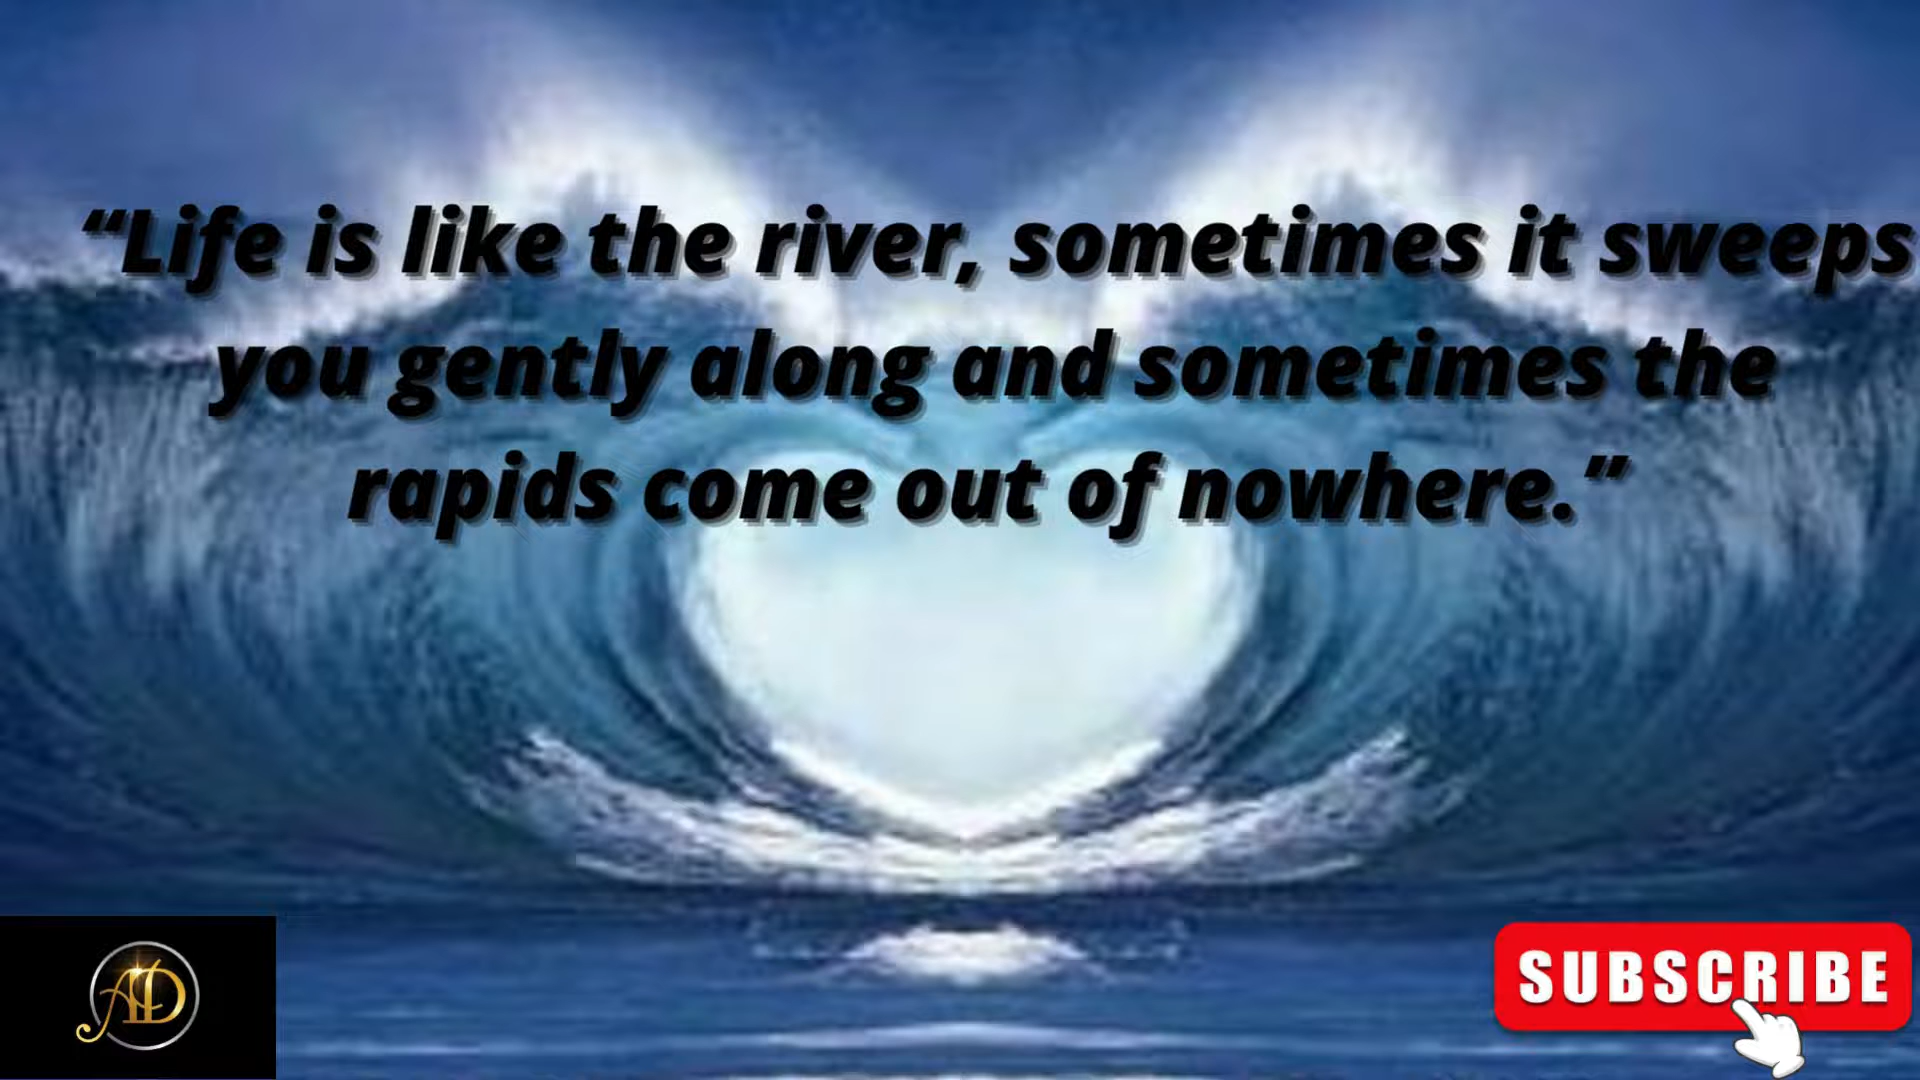 “Life is like the river, sometimes it sweeps
you gently along and sometimes the
rapids come out of nowhere.”
AD
SUBSCRIBE